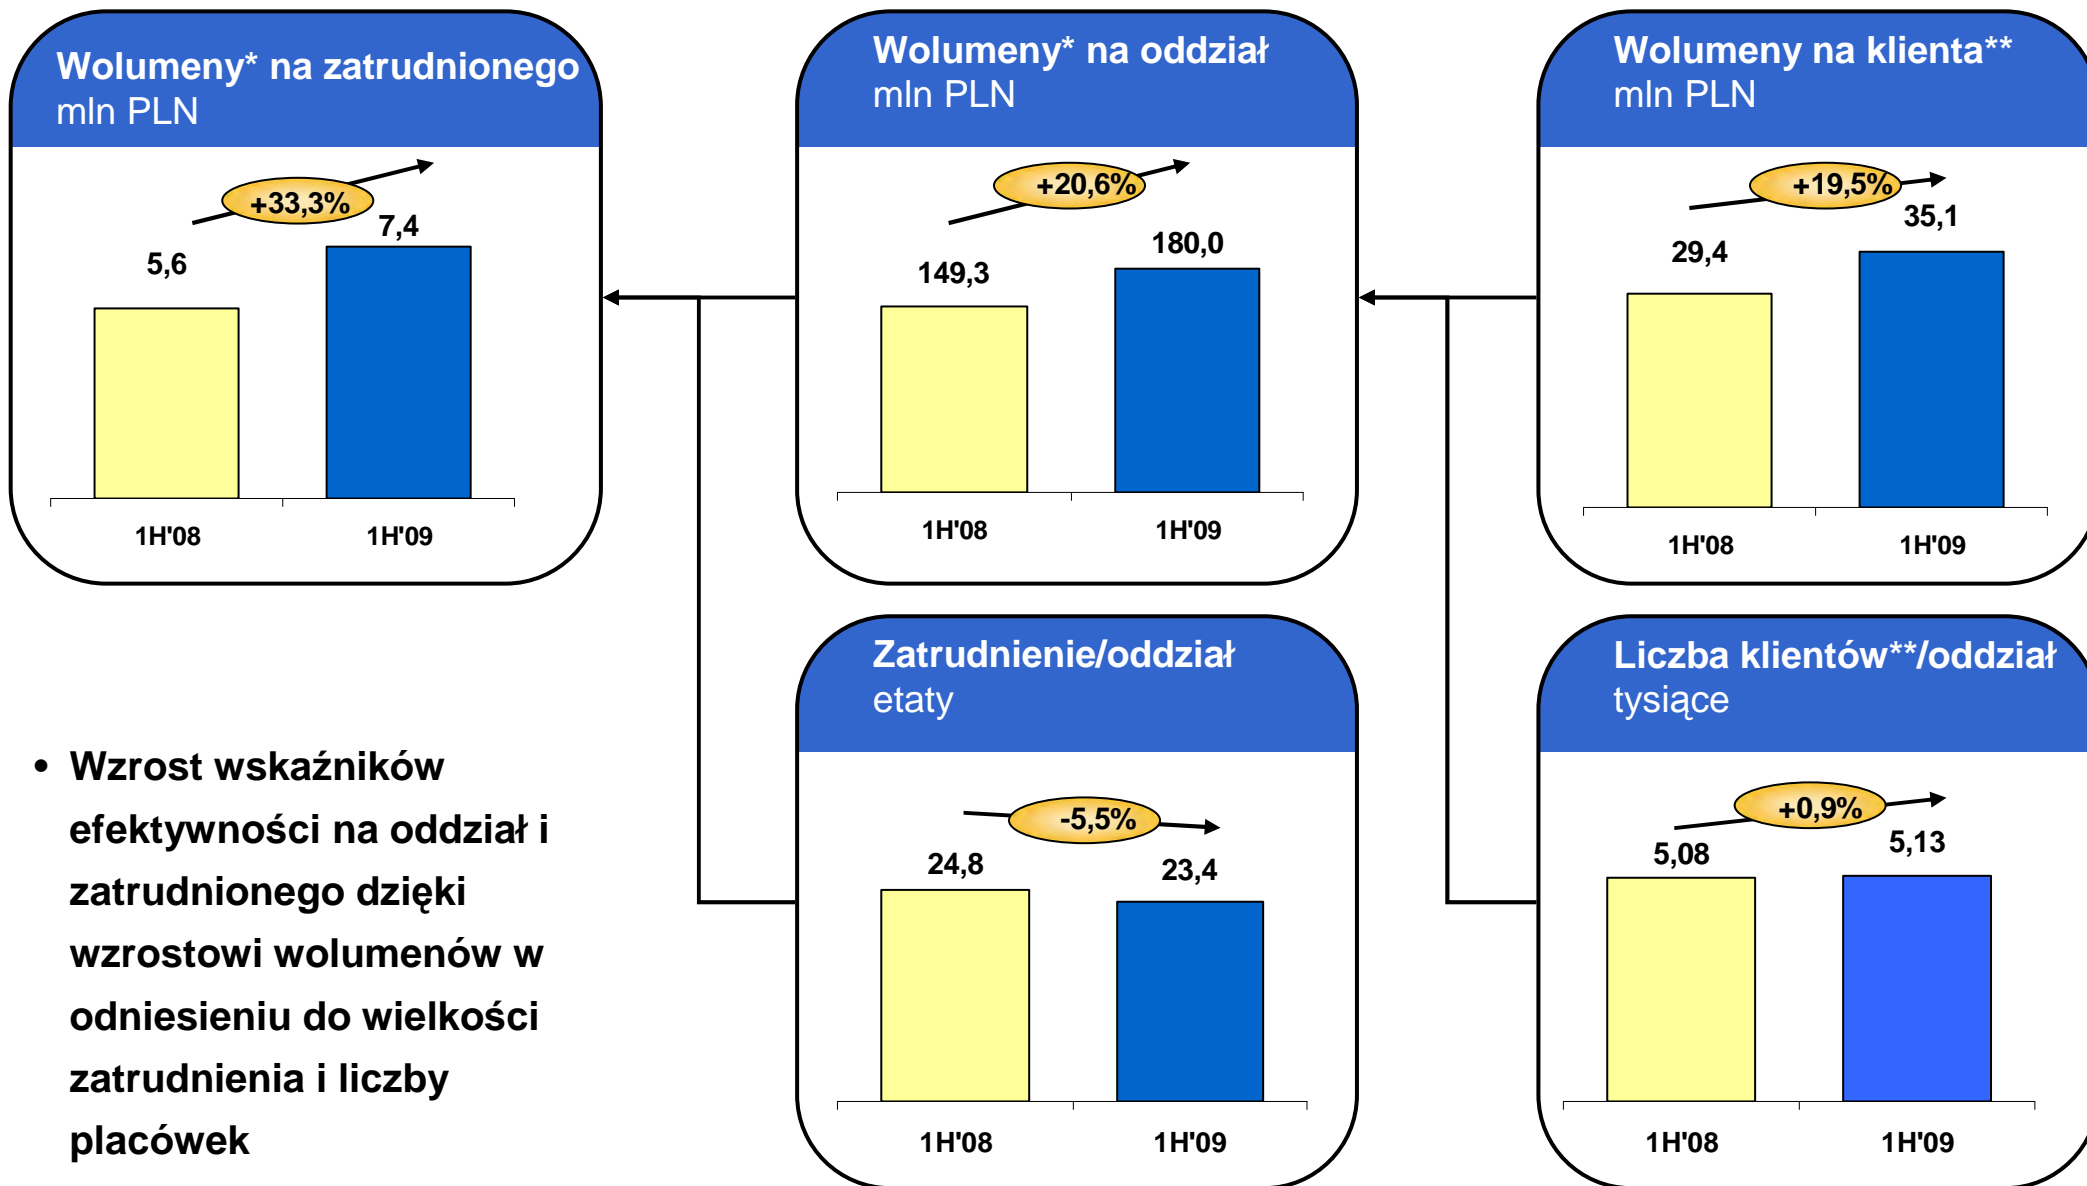 Wolumeny* na zatrudnionego
mln PLN
+33,3%
5,6
7,4
1H'08
1H'09
Wolumeny* na oddział
mln PLN
+20,6%
149,3
180,0
1H'08
1H'09
Wolumeny na klienta**
mln PLN
+19,5%
29,4
35,1
1H'08
1H'09
• Wzrost wskaźników
efektywności na oddział i
zatrudnionego dzięki
wzrostowi wolumenów w
odniesieniu do wielkości
zatrudnienia i liczby
placówek
Zatrudnienie/oddział
etaty
-5,5%
24,8
23,4
1H'08
1H'09
Liczba klientów**/oddział
tysiące
+0,9%
5,08
5,13
1H'08
1H'09